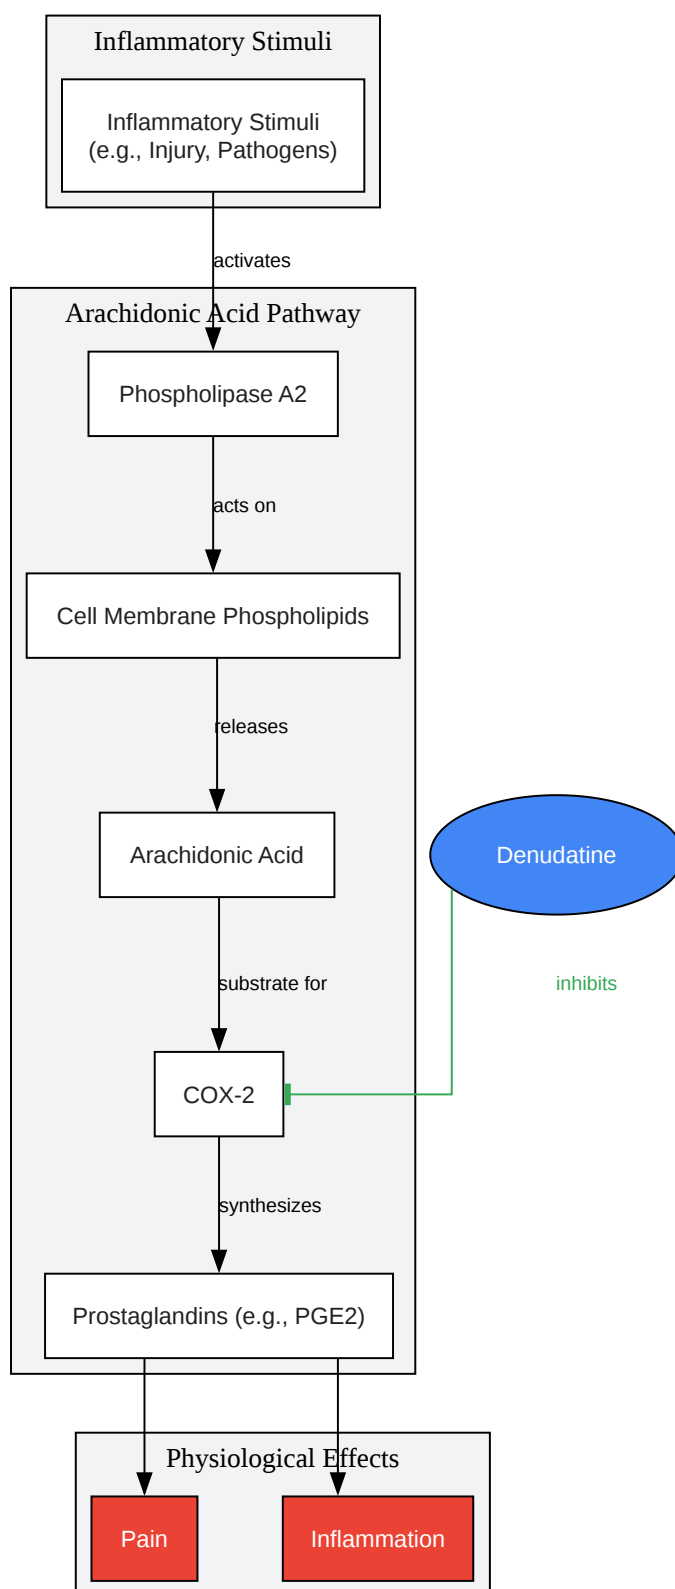 Inflammatory Stimuli
Inflammatory Stimuli
(e.g., Injury, Pathogens)
activates
Arachidonic Acid Pathway
Phospholipase A2
acts on
Cell Membrane Phospholipids
releases
Arachidonic Acid
Denudatine
substrate for
inhibits
COX-2
synthesizes
Prostaglandins (e.g., PGE2)
Physiological Effects
Pain
Inflammation